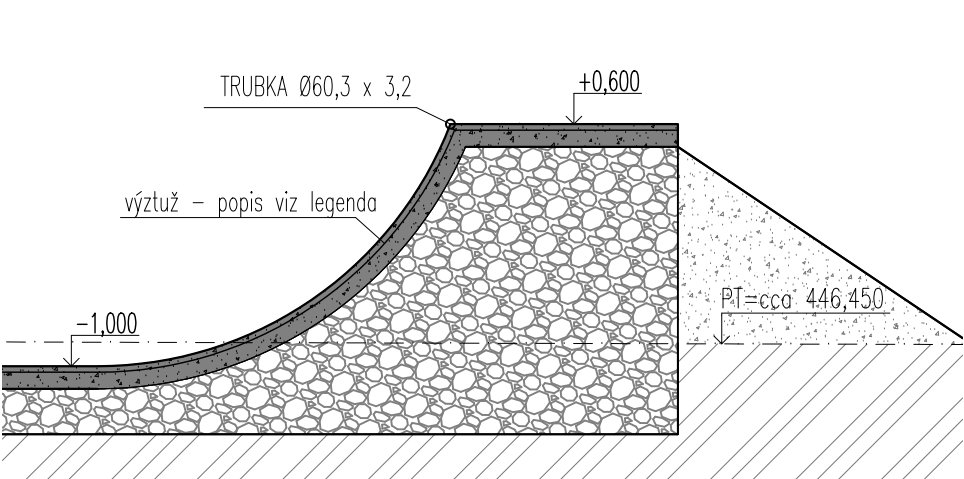 +0,600
TRUBKA Ø60,3 x 3,2
výztuž - popis viz legenda
PT=cca 446,450
-1,000